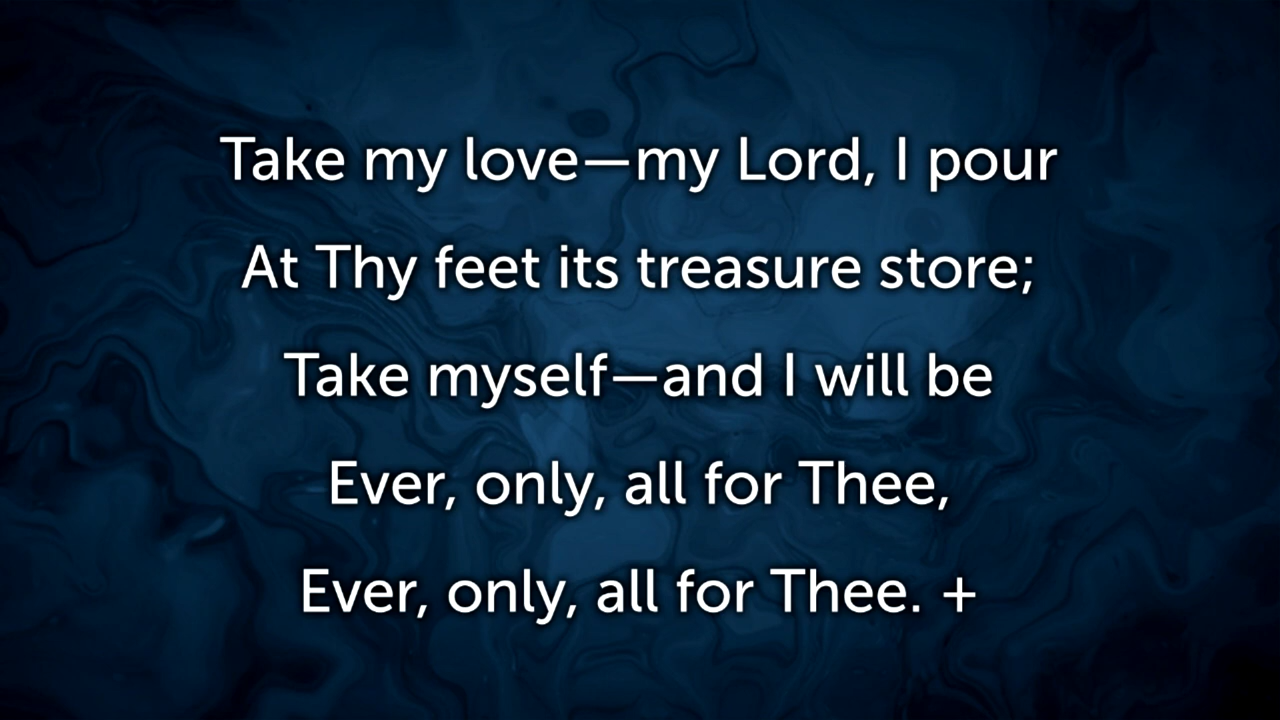 Take my love—my Lord, I pour
At Thy feet its treasure store;
Take myself—and I will be
Ever, only, all for Thee,
Ever, only, all for Thee. +